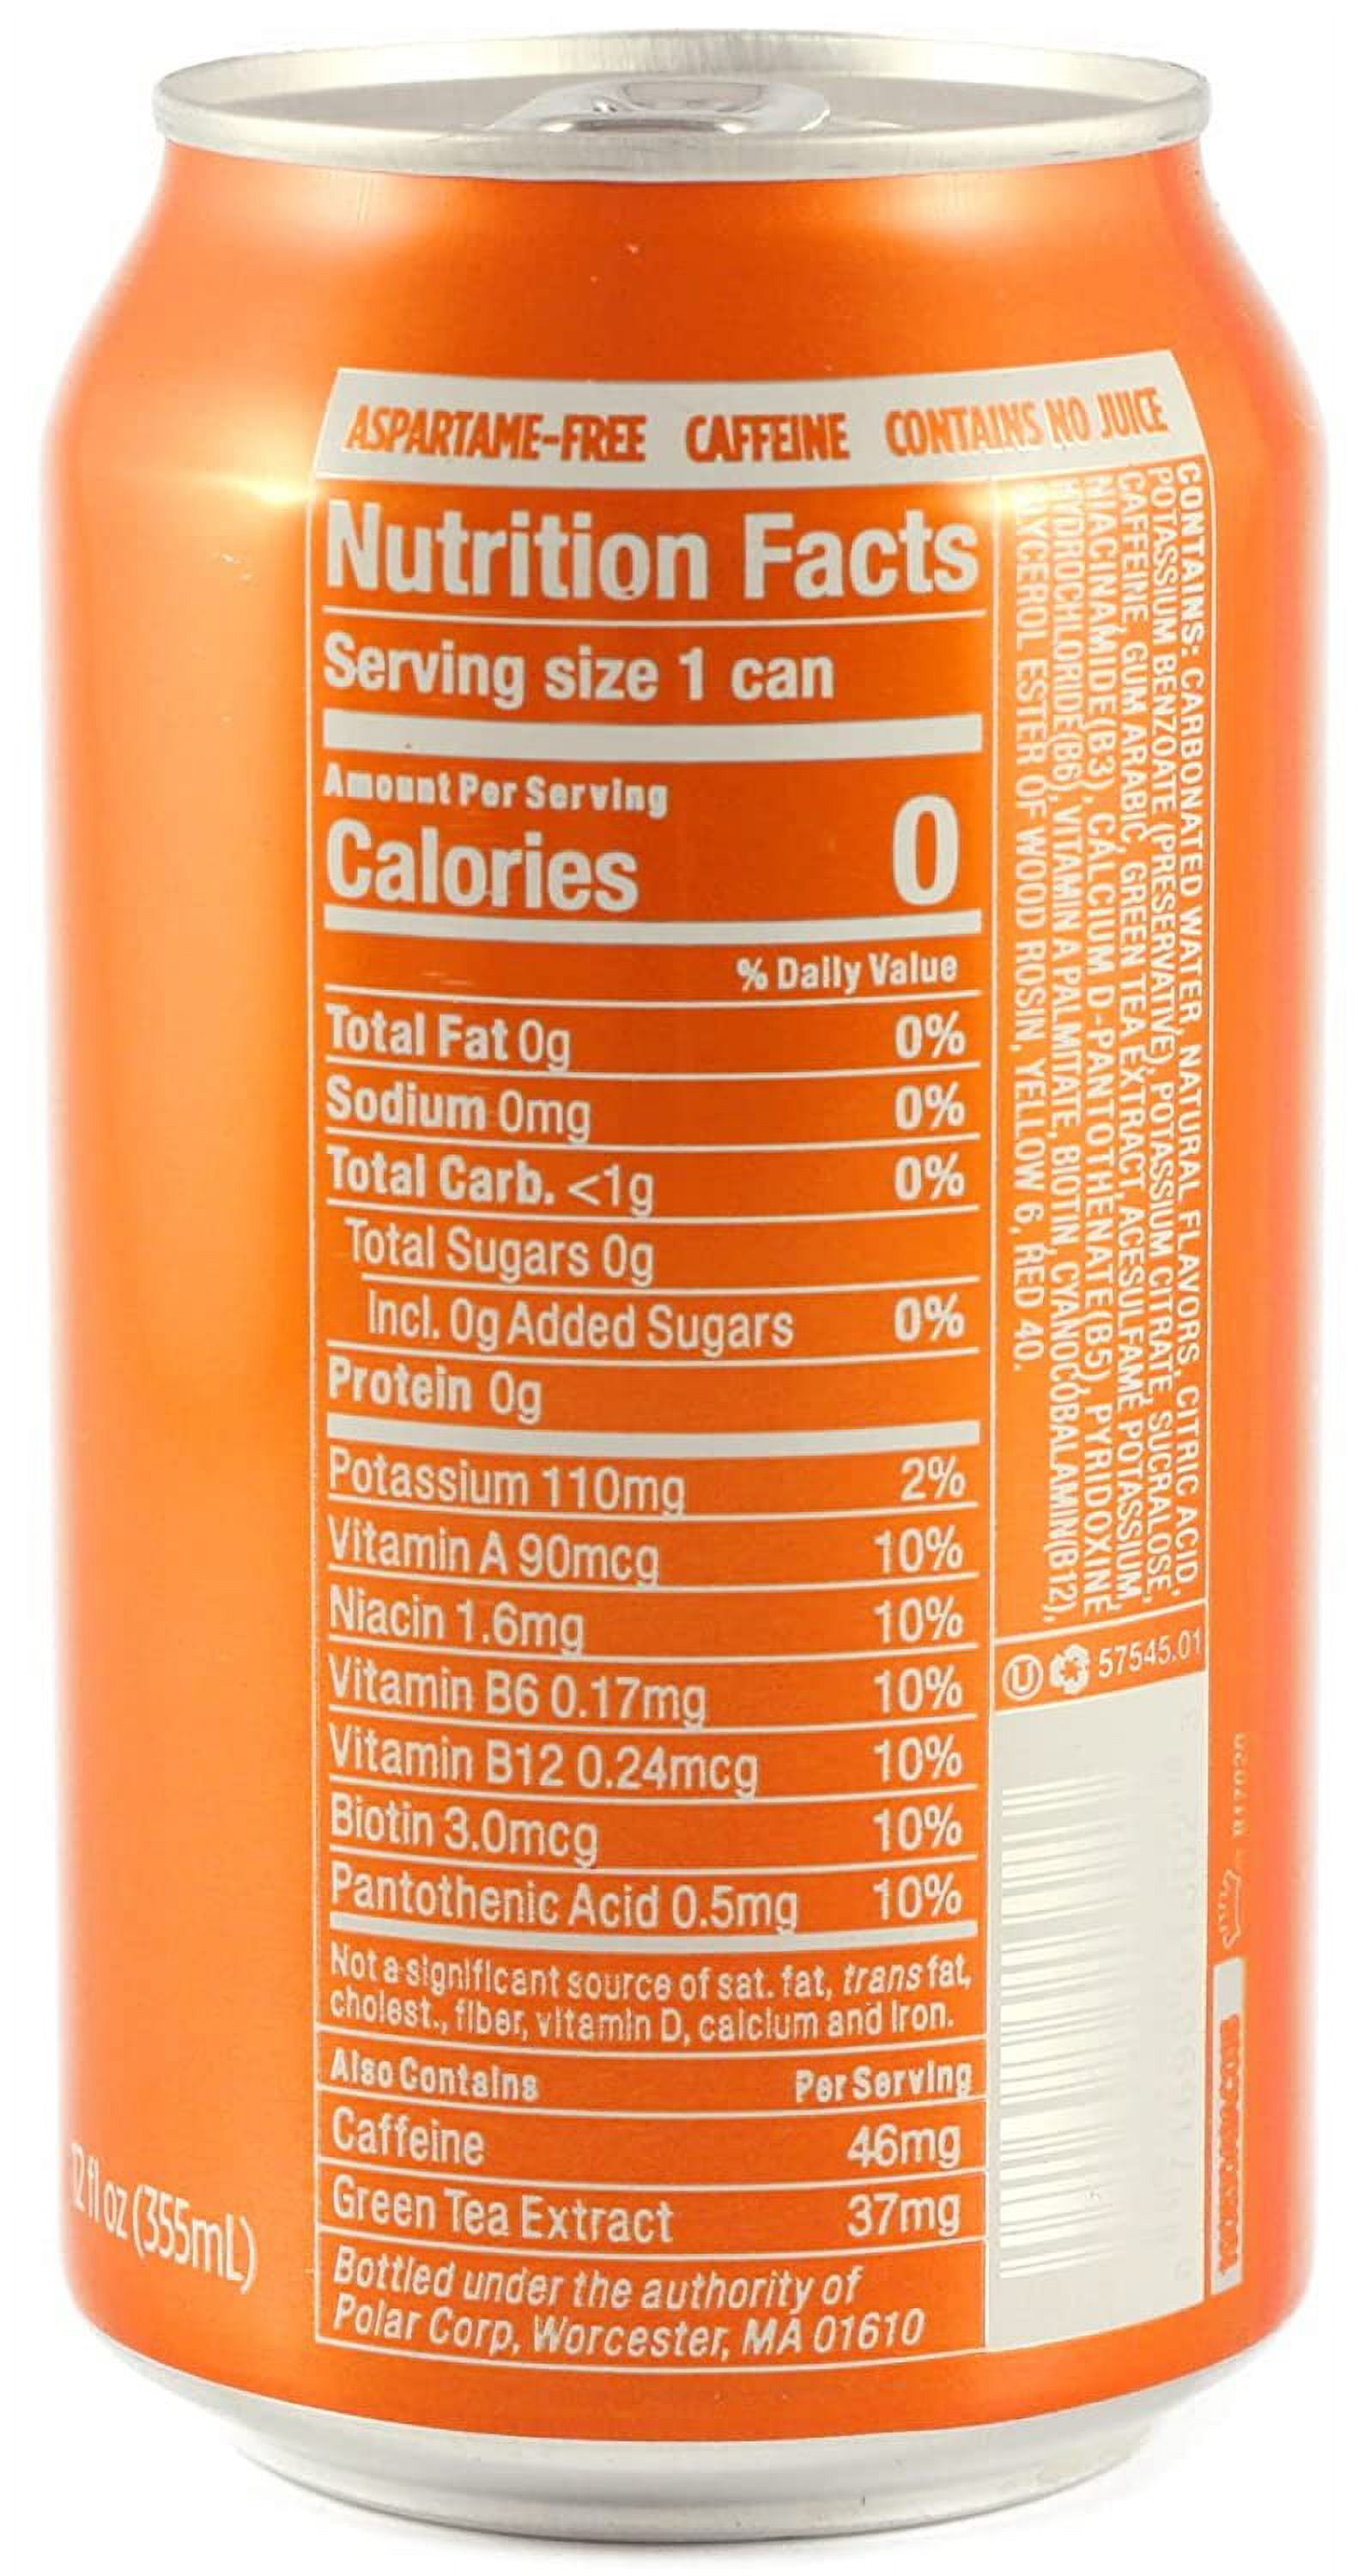 ASPARTAME-FREE CAFFEINE CONTAINS NO JUICE
Nutrition Facts
Serving size 1 can
Amount Per Serving
Calories 0
% Daily Value
Total Fat 0g 0%
Sodium 0mg 0%
Total Carb. <1g 0%
Total Sugars 0g
Incl. 0g Added Sugars 0%
Protein 0g
Potassium 110mg 2%
Vitamin A 90mcg 10%
Niacin 1.6mg 10%
Vitamin B6 0.17mg 10%
Vitamin B12 0.24mcg 10%
Biotin 3.0mcg 10%
Pantothenic Acid 0.5mg 10%
Not a significant source of sat. fat, trans fat,
cholest., fiber, vitamin D, calcium and Iron.
Also Contains Per Serving
Caffeine 46mg
Green Tea Extract 37mg
Bottled under the authority of
Polar Corp, Worcester, MA 01610
CONTAINS: CARBONATED WATER, NATURAL FLAVORS, CITRIC ACID,
POTASSIUM BENZOATE (PRESERVATIVE), POTASSIUM CITRATE, SUCRALOSE,
CAFFEINE, GUM ARABIC, GREEN TEA EXTRACT, ACESULFAME POTASSIUM,
NIACINAMIDE (B3), CALCIUM D-PANTOTHENATE (B5), PYRIDOXINE
HYDROCHLORIDE (B6), VITAMIN A PALMITATE, BIOTIN, CYANOCOBALAMIN (B12),
GLYCEROL ESTER OF WOOD ROSIN, YELLOW 6, RED 40.
U 57545.01
12 fl oz (355mL)